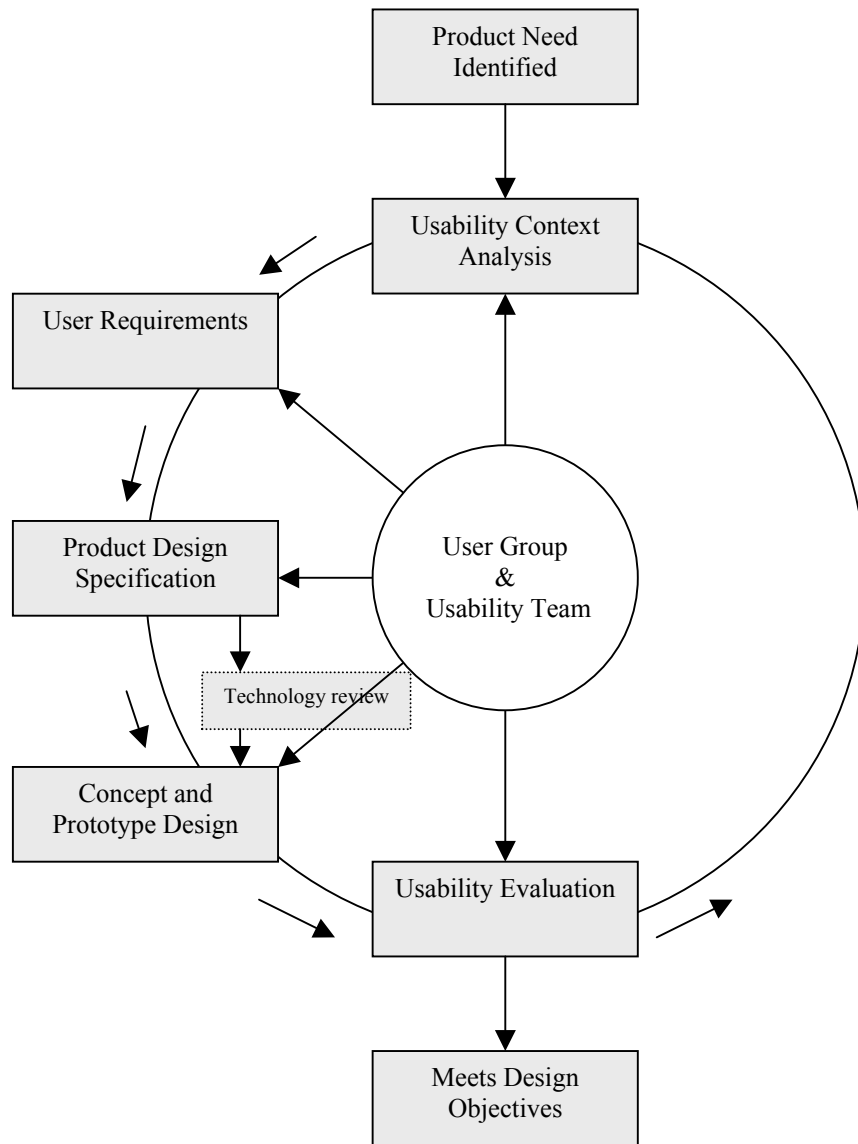 Product Need
Identified
Usability Context
Analysis
User Requirements
Product Design
Specification
User Group
&
Usability Team
Technology review
Concept and
Prototype Design
Usability Evaluation
Meets Design
Objectives